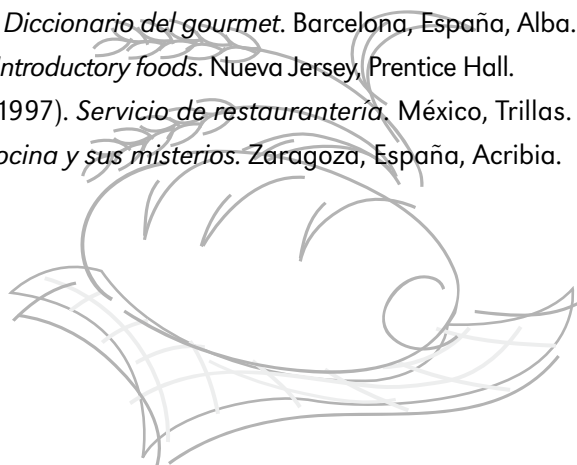 Diccionario del gourmet. Barcelona, España, Alba.
Introductory foods. Nueva Jersey, Prentice Hall.
1997). Servicio de restaurantería. México, Trillas.
ocina y sus misterios. Zaragoza, España, Acribia.